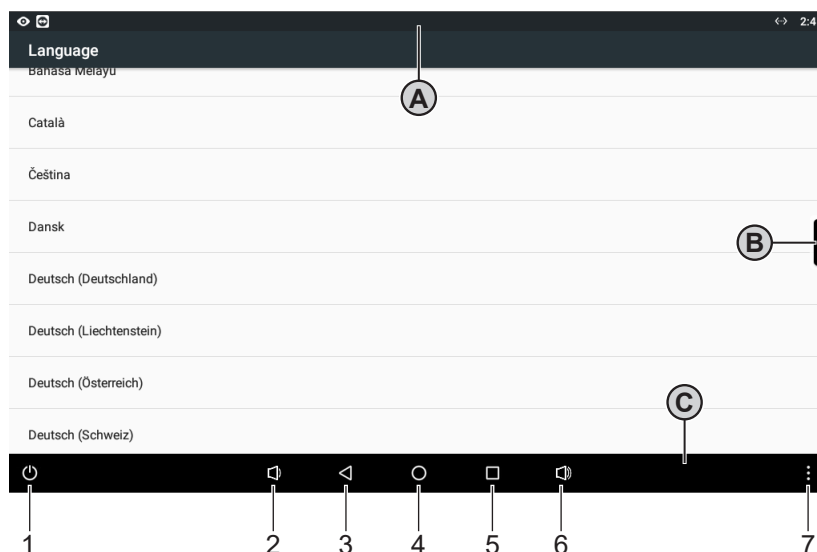 2:4
Language
Bahasa Melayu
A
Català
Čeština
Dansk
B
Deutsch (Deutschland)
Deutsch (Liechtenstein)
Deutsch (Österreich)
C
Deutsch (Schweiz)
1 2 3 4 5 6 7